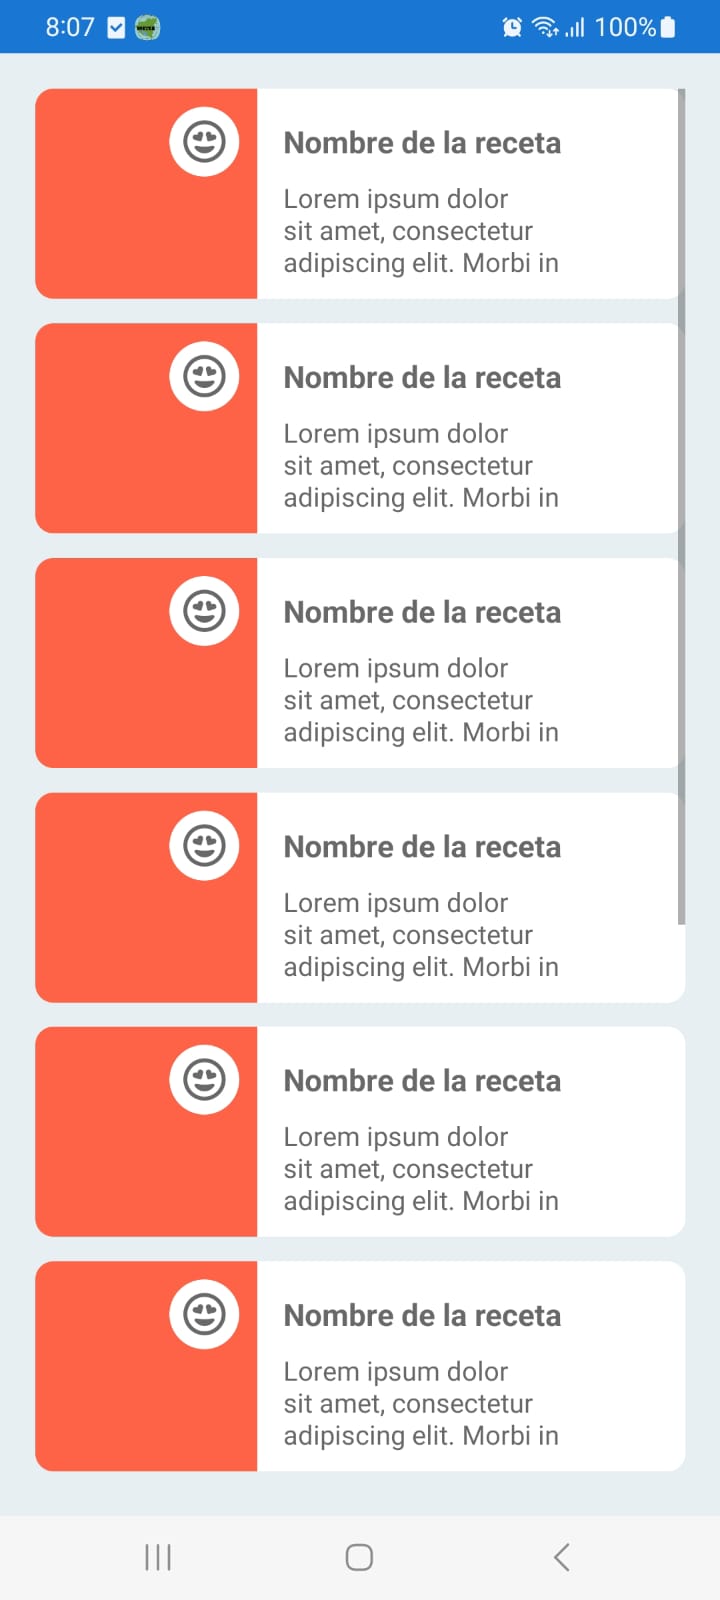 8:07 100%
Nombre de la receta
Lorem ipsum dolor
sit amet, consectetur
adipiscing elit. Morbi in
Nombre de la receta
Lorem ipsum dolor
sit amet, consectetur
adipiscing elit. Morbi in
Nombre de la receta
Lorem ipsum dolor
sit amet, consectetur
adipiscing elit. Morbi in
Nombre de la receta
Lorem ipsum dolor
sit amet, consectetur
adipiscing elit. Morbi in
Nombre de la receta
Lorem ipsum dolor
sit amet, consectetur
adipiscing elit. Morbi in
Nombre de la receta
Lorem ipsum dolor
sit amet, consectetur
adipiscing elit. Morbi in